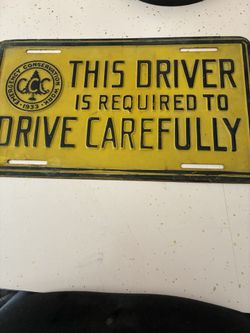 EMERGENCY CONSERVATION WORK
CCC
1933
THIS DRIVER
IS REQUIRED TO
DRIVE CAREFULLY